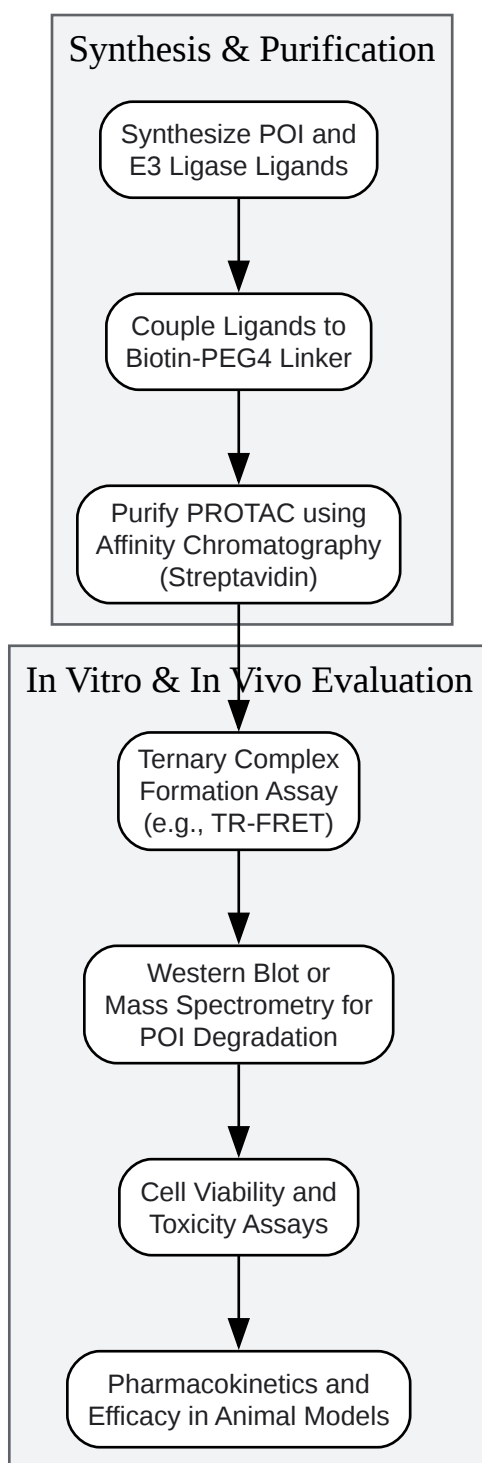 Synthesis & Purification
Synthesize POI and
E3 Ligase Ligands
Couple Ligands to
Biotin-PEG4 Linker
Purify PROTAC using
Affinity Chromatography
(Streptavidin)
In Vitro & In Vivo Evaluation
Ternary Complex
Formation Assay
(e.g., TR-FRET)
Western Blot or
Mass Spectrometry for
POI Degradation
Cell Viability and
Toxicity Assays
Pharmacokinetics and
Efficacy in Animal Models